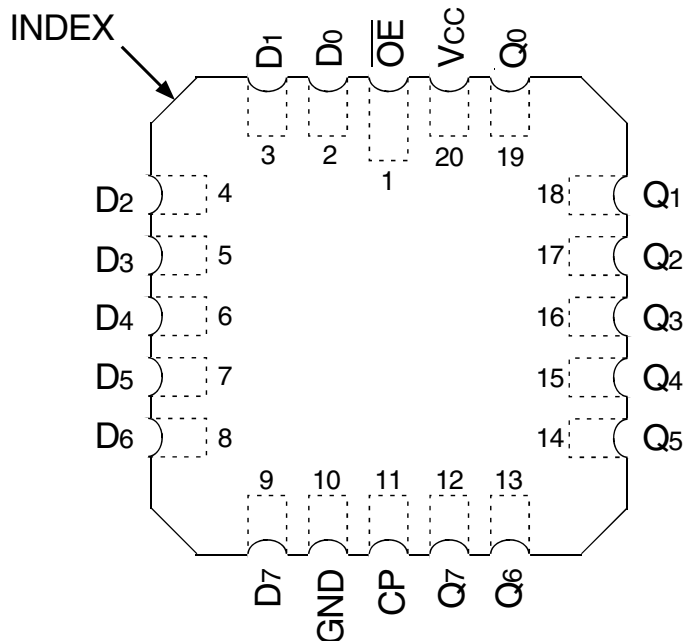 INDEX
D1 D0 O̅E̅ VCC Q0
3 2 1 20 19
D2 4 18 Q1
D3 5 17 Q2
D4 6 16 Q3
D5 7 15 Q4
D6 8 14 Q5
9 10 11 12 13
D7 GND CP Q7 Q6